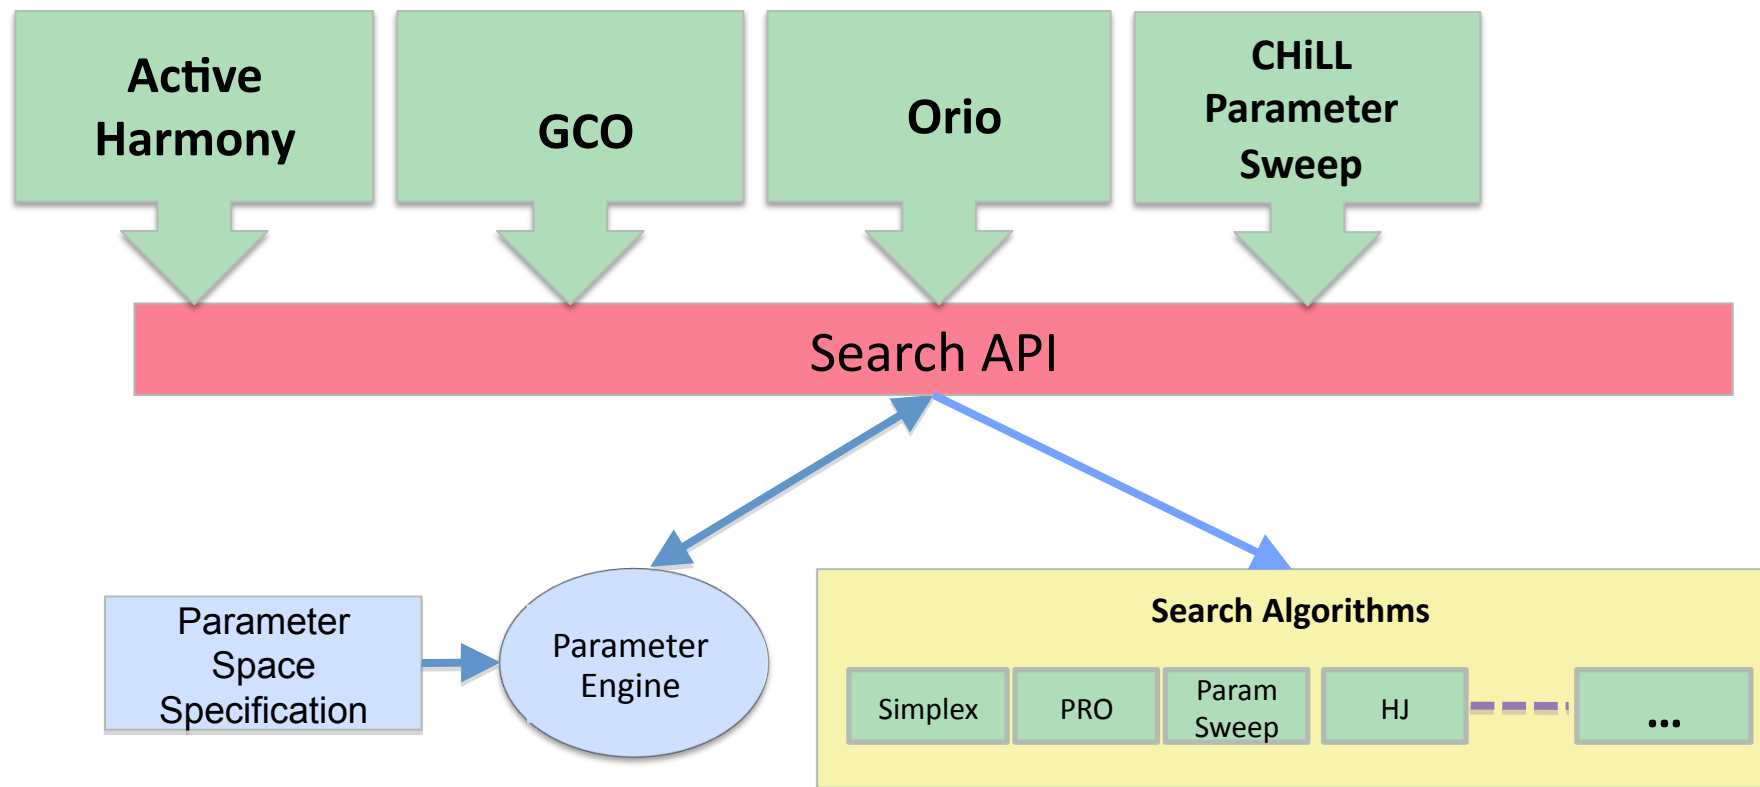 Active
Harmony
GCO
Orio
CHiLL
Parameter
Sweep
Search API
Parameter
Space
Specification
Parameter
Engine
Search Algorithms
Simplex
PRO
Param
Sweep
HJ
...